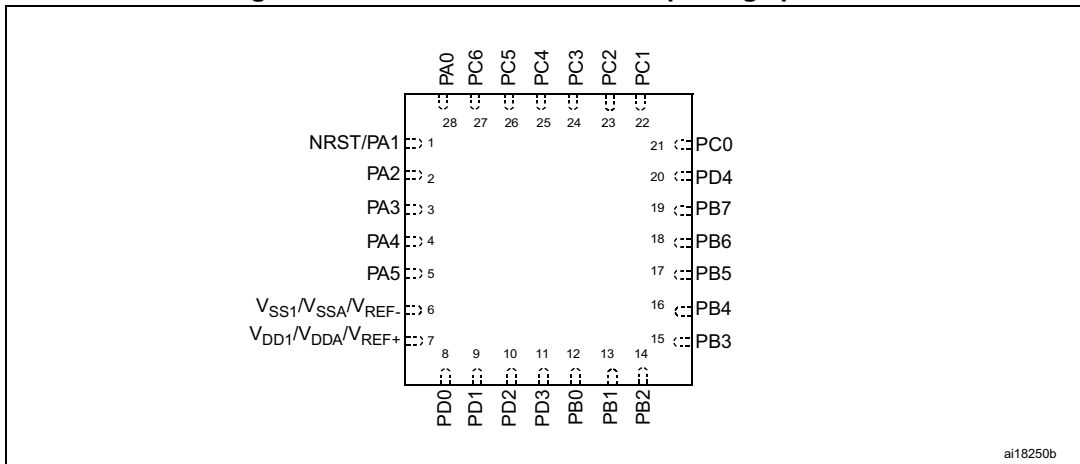 PA0 PC6 PC5 PC4 PC3 PC2 PC1
28 27 26 25 24 23 22
NRST/PA1 1 21 PC0
PA2 2 20 PD4
PA3 3 19 PB7
PA4 4 18 PB6
PA5 5 17 PB5
VSS1/VSSA/VREF- 6 16 PB4
VDD1/VDDA/VREF+ 7 15 PB3
8 9 10 11 12 13 14
PD0 PD1 PD2 PD3 PB0 PB1 PB2
ai18250b